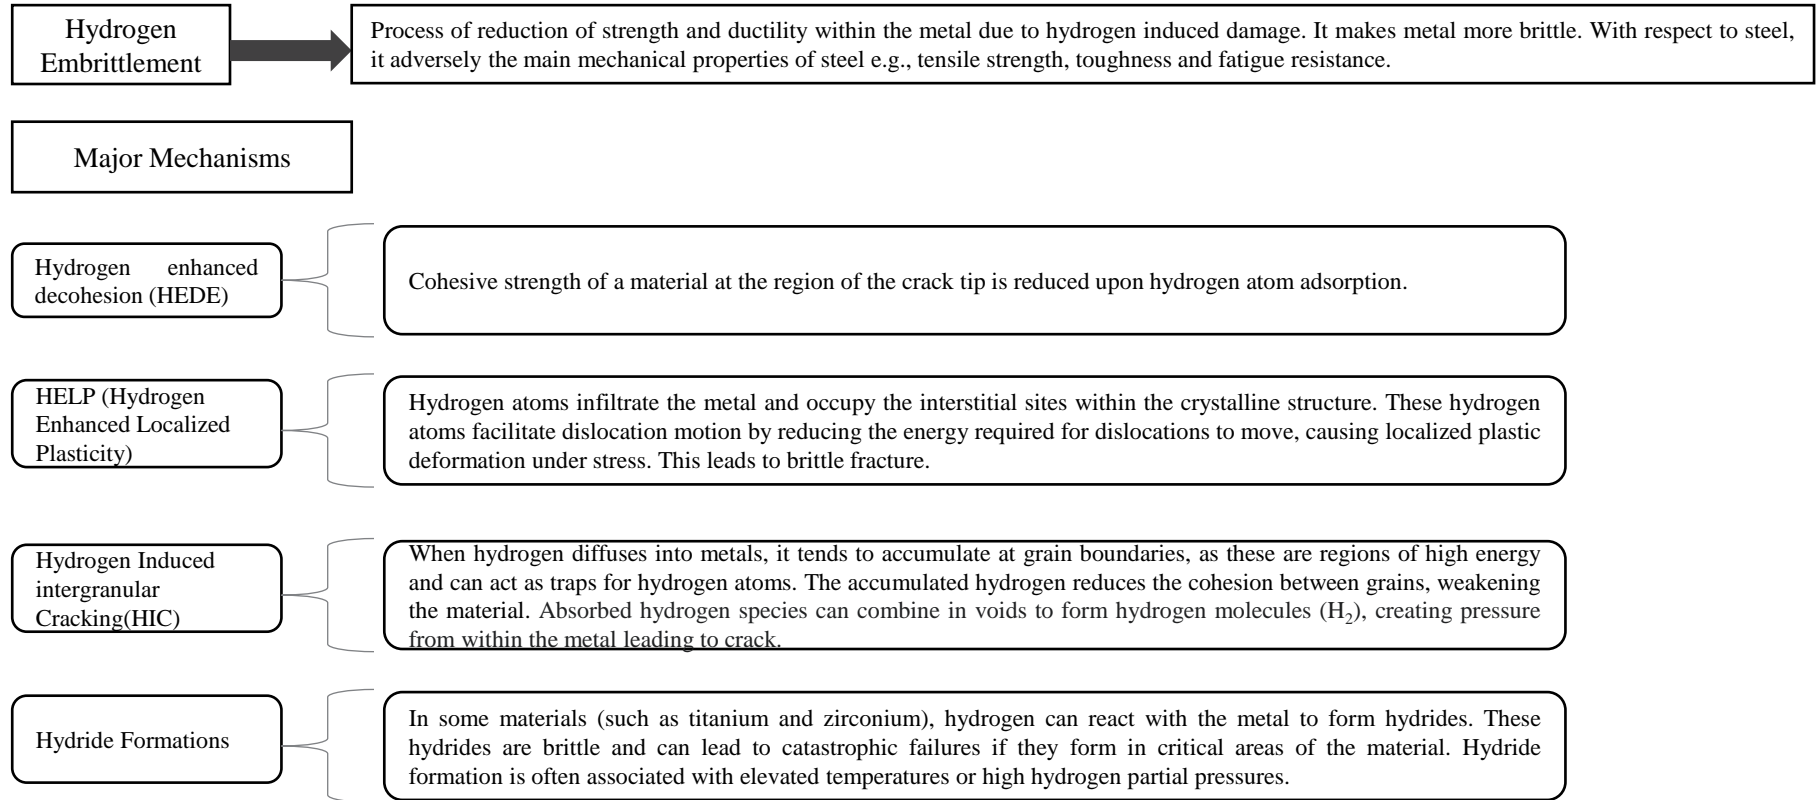 Hydrogen
Embrittlement
Process of reduction of strength and ductility within the metal due to hydrogen induced damage. It makes metal more brittle. With respect to steel,
it adversely the main mechanical properties of steel e.g., tensile strength, toughness and fatigue resistance.
Major Mechanisms
Hydrogen enhanced
decohesion (HEDE)
Cohesive strength of a material at the region of the crack tip is reduced upon hydrogen atom adsorption.
HELP (Hydrogen
Enhanced Localized
Plasticity)
Hydrogen atoms infiltrate the metal and occupy the interstitial sites within the crystalline structure. These hydrogen
atoms facilitate dislocation motion by reducing the energy required for dislocations to move, causing localized plastic
deformation under stress. This leads to brittle fracture.
Hydrogen Induced
intergranular
Cracking(HIC)
When hydrogen diffuses into metals, it tends to accumulate at grain boundaries, as these are regions of high energy
and can act as traps for hydrogen atoms. The accumulated hydrogen reduces the cohesion between grains, weakening
the material. Absorbed hydrogen species can combine in voids to form hydrogen molecules (H₂), creating pressure
from within the metal leading to crack.
Hydride Formations
In some materials (such as titanium and zirconium), hydrogen can react with the metal to form hydrides. These
hydrides are brittle and can lead to catastrophic failures if they form in critical areas of the material. Hydride
formation is often associated with elevated temperatures or high hydrogen partial pressures.